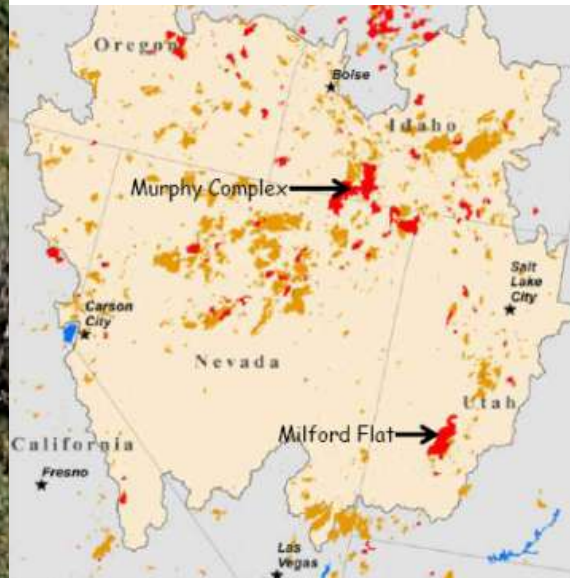 Oregon
Boise
Idaho
Murphy Complex
Salt
Lake
City
Carson
City
Nevada
Utah
Milford Flat
California
Fresno
Las
Vegas